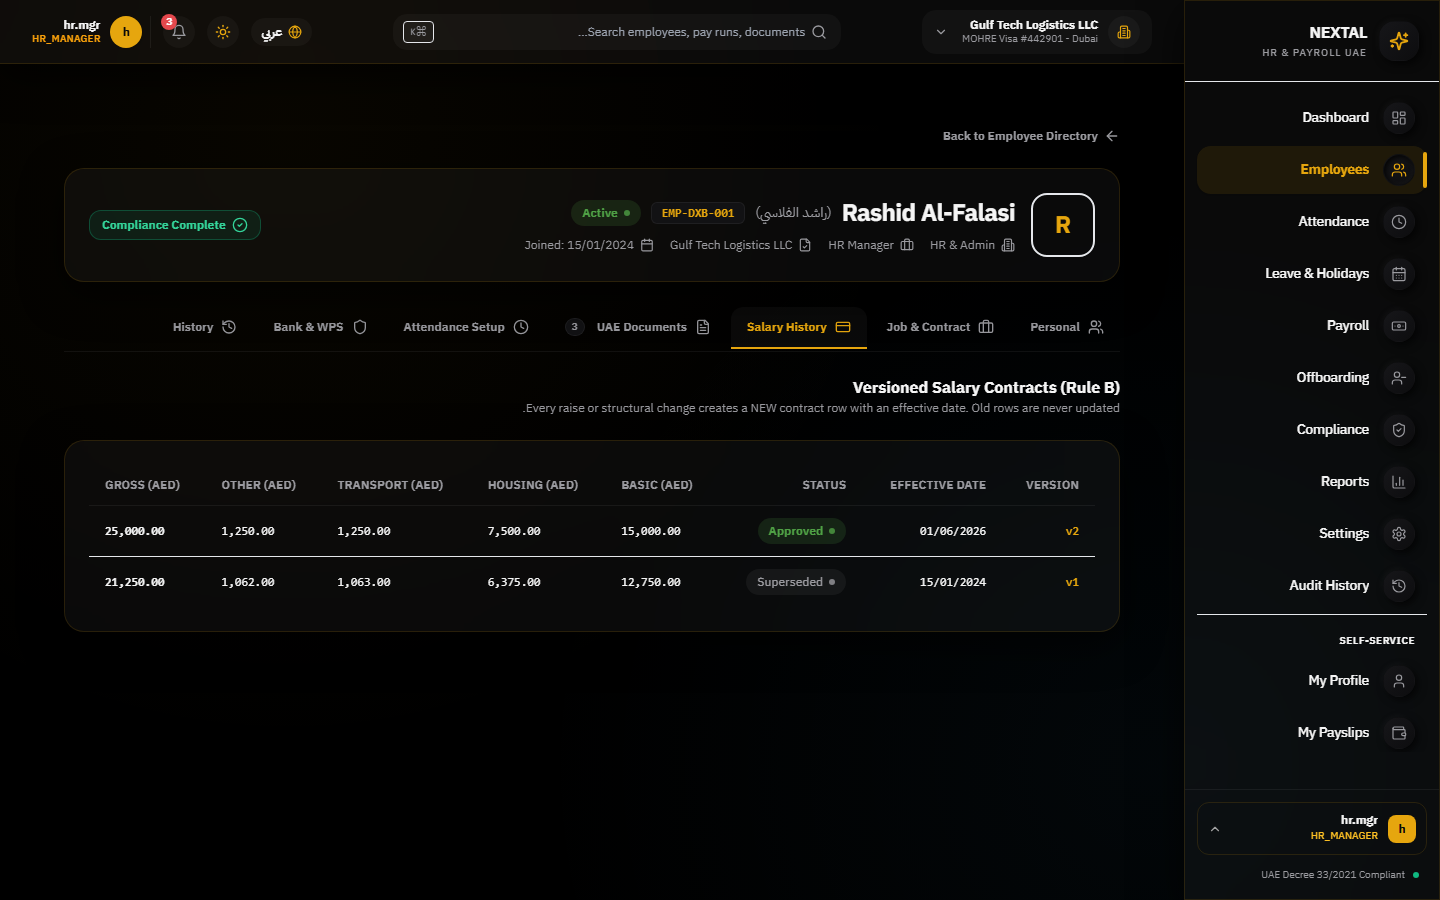 NEXTAL
HR & PAYROLL UAE
Dashboard
Employees
Attendance
Leave & Holidays
Payroll
Offboarding
Compliance
Reports
Settings
Audit History
SELF-SERVICE
My Profile
My Payslips
hr.mgr
HR_MANAGER
h
UAE Decree 33/2021 Compliant
Gulf Tech Logistics LLC
MOHRE Visa #442901 - Dubai
...Search employees, pay runs, documents
K⌘
عربي
3
hr.mgr
HR_MANAGER
h
Back to Employee Directory
R
Rashid Al-Falasi (راشد الفلاسي) EMP-DXB-001 Active
HR & Admin HR Manager Gulf Tech Logistics LLC Joined: 15/01/2024
Compliance Complete
Personal Job & Contract Salary History UAE Documents 3 Attendance Setup Bank & WPS History
Versioned Salary Contracts (Rule B)
.Every raise or structural change creates a NEW contract row with an effective date. Old rows are never updated
VERSION EFFECTIVE DATE STATUS BASIC (AED) HOUSING (AED) TRANSPORT (AED) OTHER (AED) GROSS (AED)
v2 01/06/2026 Approved 15,000.00 7,500.00 1,250.00 1,250.00 25,000.00
v1 15/01/2024 Superseded 12,750.00 6,375.00 1,063.00 1,062.00 21,250.00